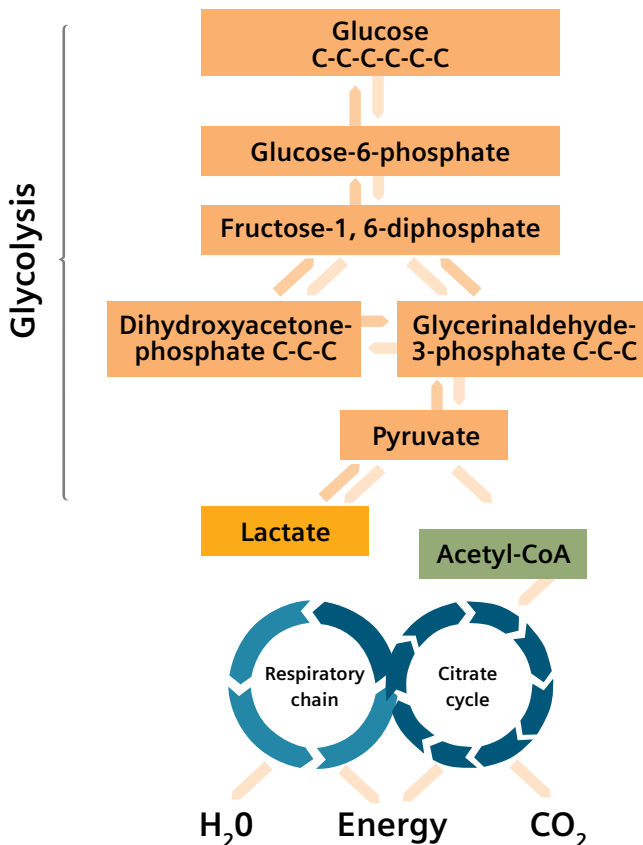 Glucose
C-C-C-C-C-C
Glucose-6-phosphate
Fructose-1, 6-diphosphate
Glycolysis
Dihydroxyacetone-
phosphate C-C-C
Glycerinaldehyde-
3-phosphate C-C-C
Pyruvate
Lactate
Acetyl-CoA
Respiratory
chain
Citrate
cycle
H₂0
Energy
CO₂